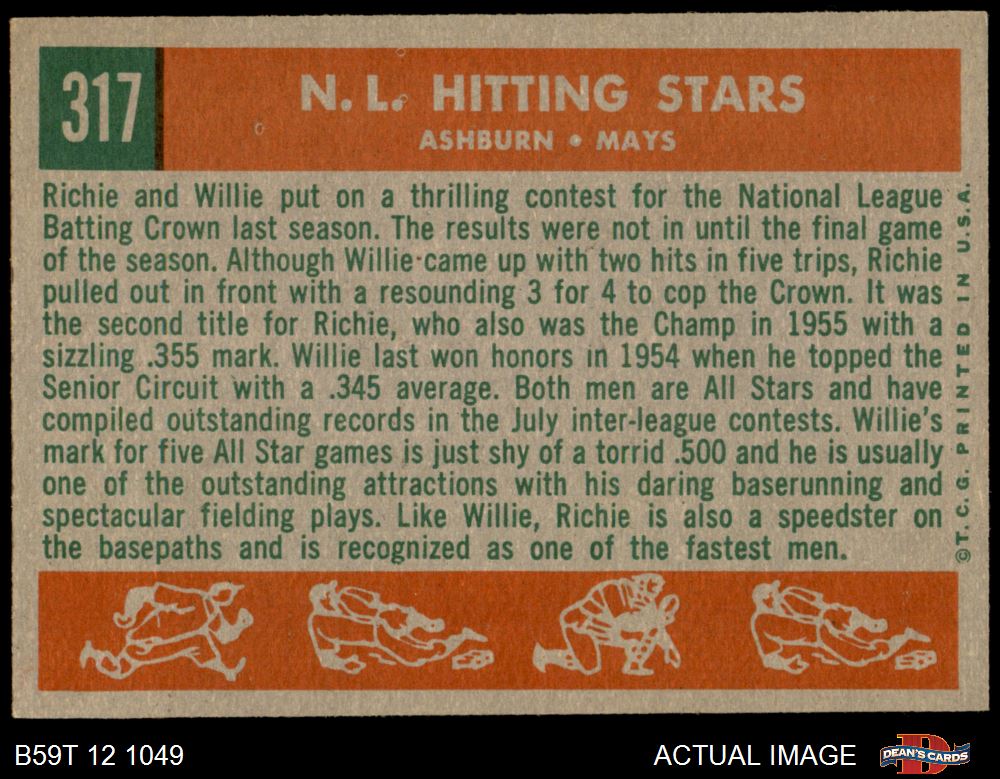 317
N. L. HITTING STARS
ASHBURN • MAYS
Richie and Willie put on a thrilling contest for the National League
Batting Crown last season. The results were not in until the final game
of the season. Although Willie came up with two hits in five trips, Richie
pulled out in front with a resounding 3 for 4 to cop the Crown. It was
the second title for Richie, who also was the Champ in 1955 with a
sizzling .355 mark. Willie last won honors in 1954 when he topped the
Senior Circuit with a .345 average. Both men are All Stars and have
compiled outstanding records in the July inter-league contests. Willie's
mark for five All Star games is just shy of a torrid .500 and he is usually
one of the outstanding attractions with his daring baserunning and
spectacular fielding plays. Like Willie, Richie is also a speedster on
the basepaths and is recognized as one of the fastest men.
©T. C. G. PRINTED IN U.S.A.
B59T 12 1049
ACTUAL IMAGE
D
DEAN'S CARDS